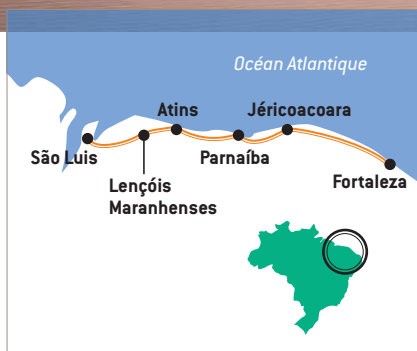 Océan Atlantique
Atins
Jéricoacoara
São Luis
Parnaíba
Fortaleza
Lençóis
Maranhenses